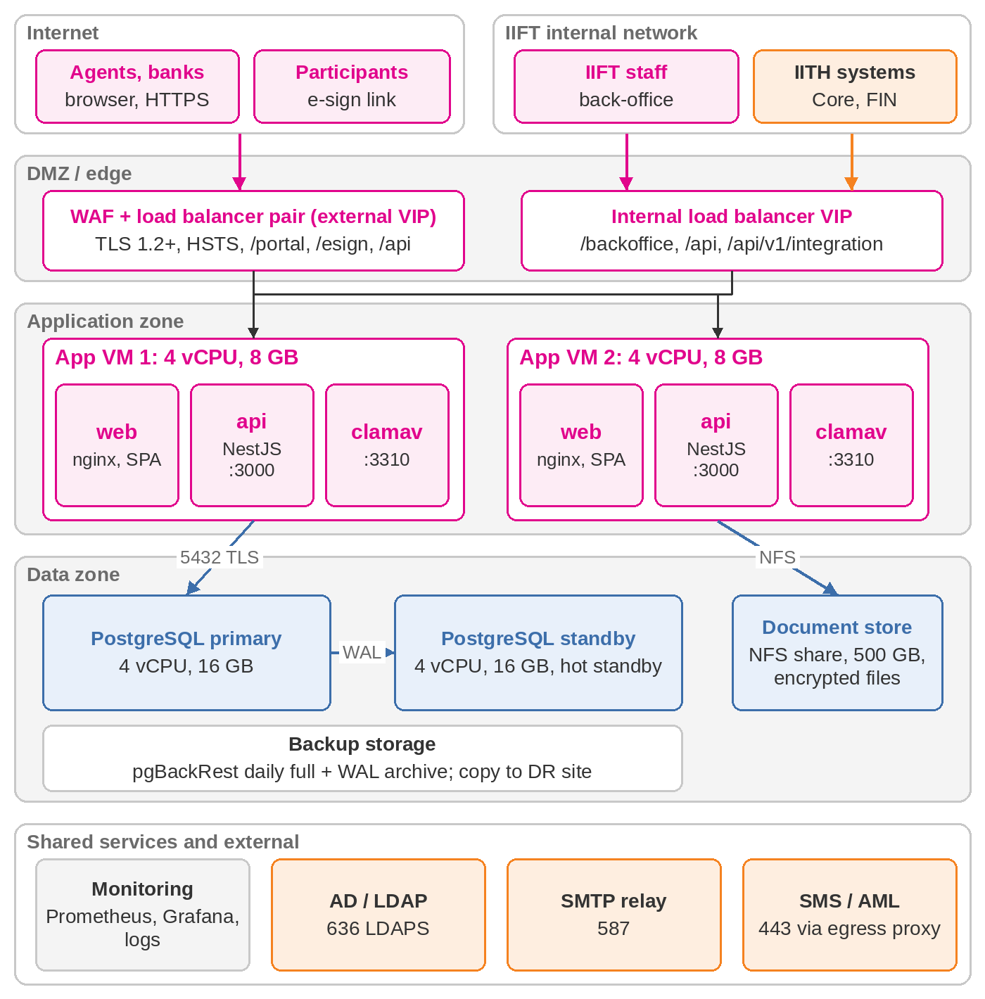 Internet
Agents, banks
browser, HTTPS
Participants
e-sign link
IIFT internal network
IIFT staff
back-office
IITH systems
Core, FIN
DMZ / edge
WAF + load balancer pair (external VIP)
TLS 1.2+, HSTS, /portal, /esign, /api
Internal load balancer VIP
/backoffice, /api, /api/v1/integration
Application zone
App VM 1: 4 vCPU, 8 GB
web
nginx, SPA
api
NestJS
:3000
clamav
:3310
App VM 2: 4 vCPU, 8 GB
web
nginx, SPA
api
NestJS
:3000
clamav
:3310
5432 TLS
NFS
Data zone
PostgreSQL primary
4 vCPU, 16 GB
WAL
PostgreSQL standby
4 vCPU, 16 GB, hot standby
Document store
NFS share, 500 GB,
encrypted files
Backup storage
pgBackRest daily full + WAL archive; copy to DR site
Shared services and external
Monitoring
Prometheus, Grafana,
logs
AD / LDAP
636 LDAPS
SMTP relay
587
SMS / AML
443 via egress proxy